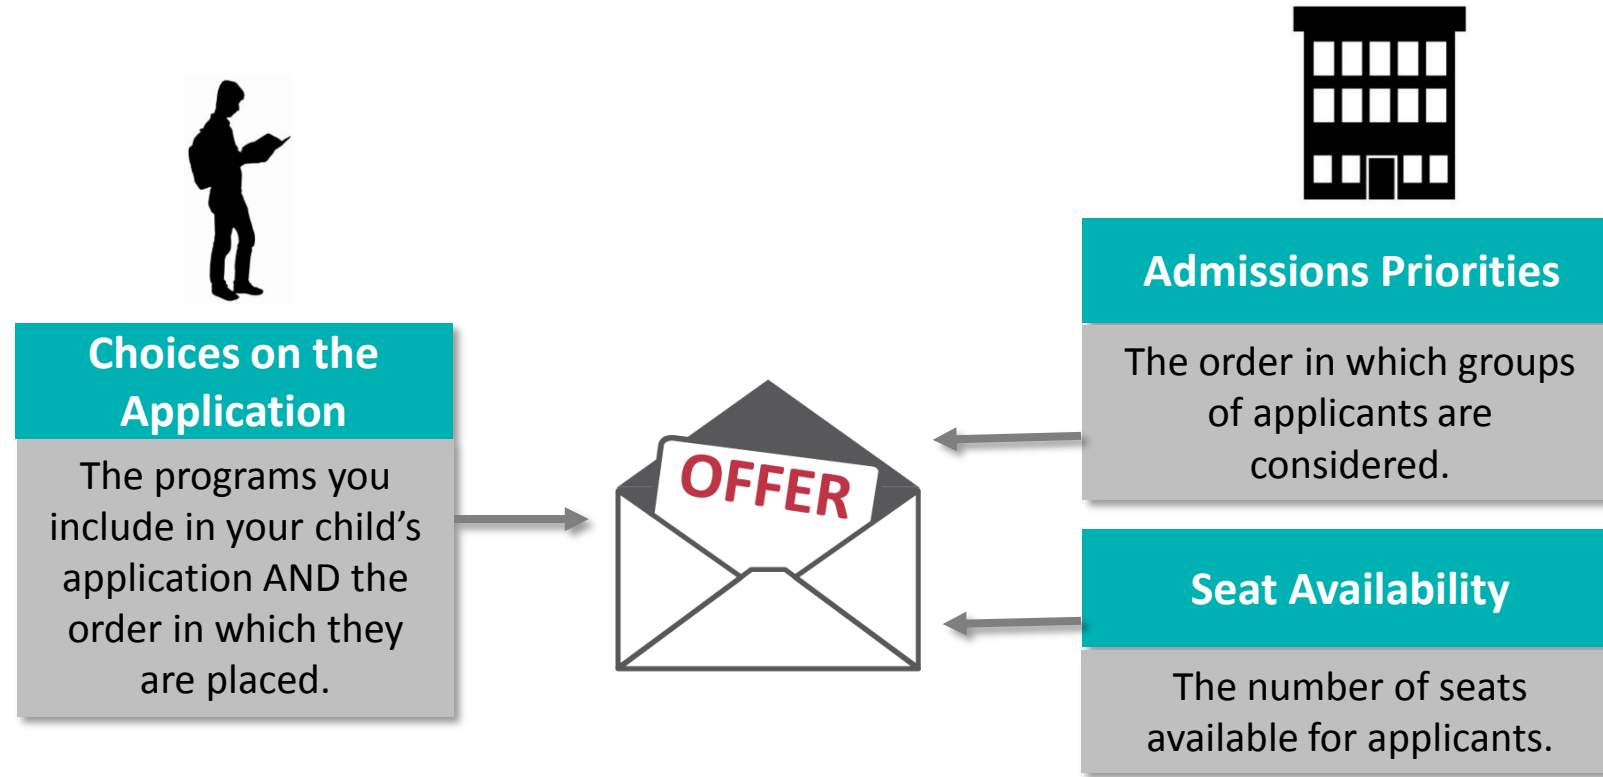 Choices on the
Application
The programs you
include in your child’s
application AND the
order in which they
are placed.
OFFER
Admissions Priorities
The order in which groups
of applicants are
considered.
Seat Availability
The number of seats
available for applicants.